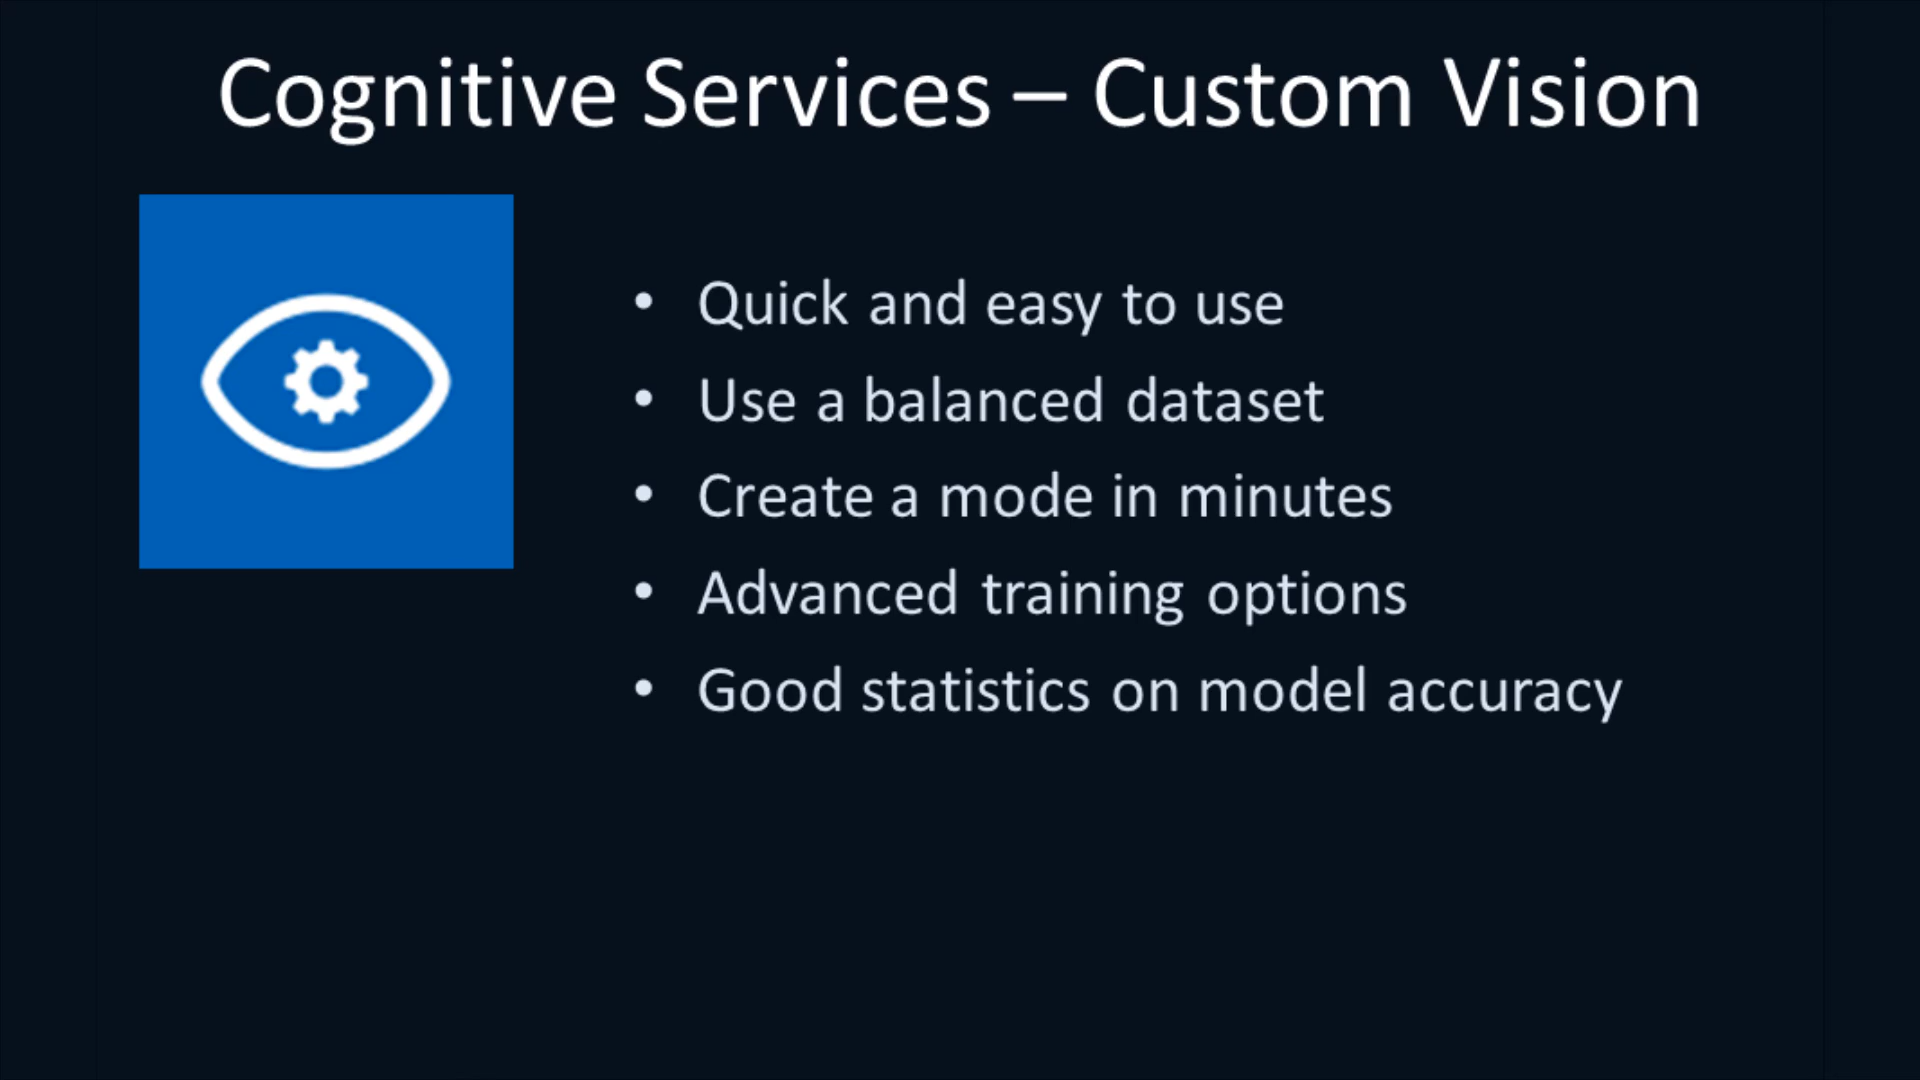 Cognitive Services – Custom Vision
• Quick and easy to use
• Use a balanced dataset
• Create a mode in minutes
• Advanced training options
• Good statistics on model accuracy